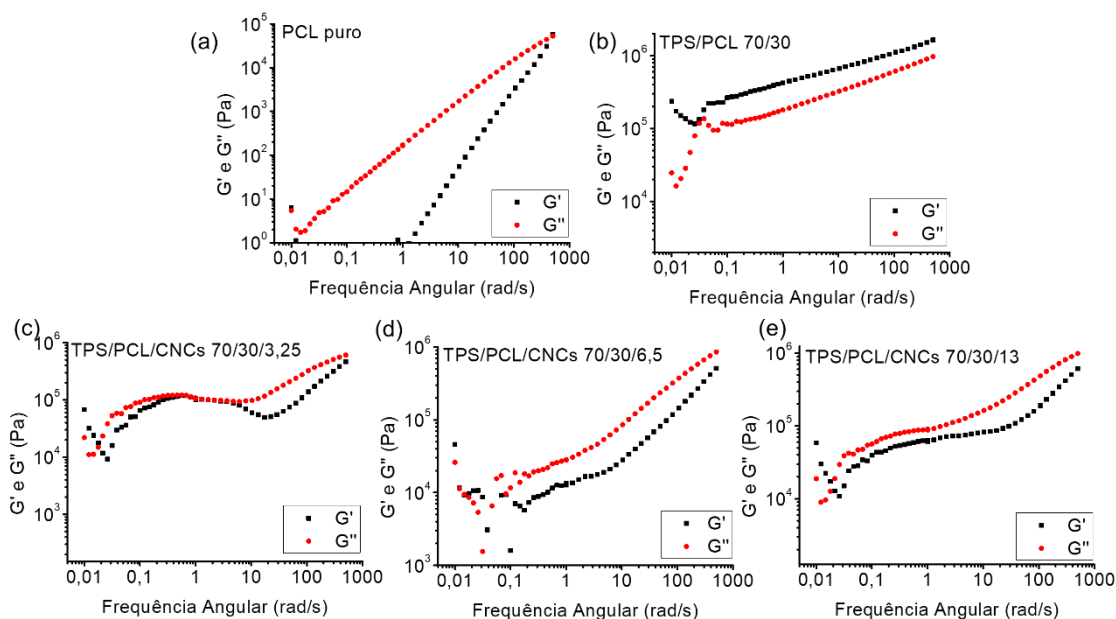 (a)
PCL puro
10^5
10^4
10^3
10^2
10^1
10^0
G' e G'' (Pa)
G'
G''
0,01 0,1 1 10 100 1000
Frequência Angular (rad/s)
(b)
TPS/PCL 70/30
10^6
10^5
10^4
G' e G'' (Pa)
G'
G''
0,01 0,1 1 10 100 1000
Frequência Angular (rad/s)
(c)
TPS/PCL/CNCs 70/30/3,25
10^6
10^5
10^4
10^3
G' e G'' (Pa)
G'
G''
0,01 0,1 1 10 100 1000
Frequência Angular (rad/s)
(d)
TPS/PCL/CNCs 70/30/6,5
10^6
10^5
10^4
10^3
G' e G'' (Pa)
G'
G''
0,01 0,1 1 10 100 1000
Frequência Angular (rad/s)
(e)
TPS/PCL/CNCs 70/30/13
10^6
10^5
10^4
G' e G'' (Pa)
G'
G''
0,01 0,1 1 10 100 1000
Frequência Angular (rad/s)